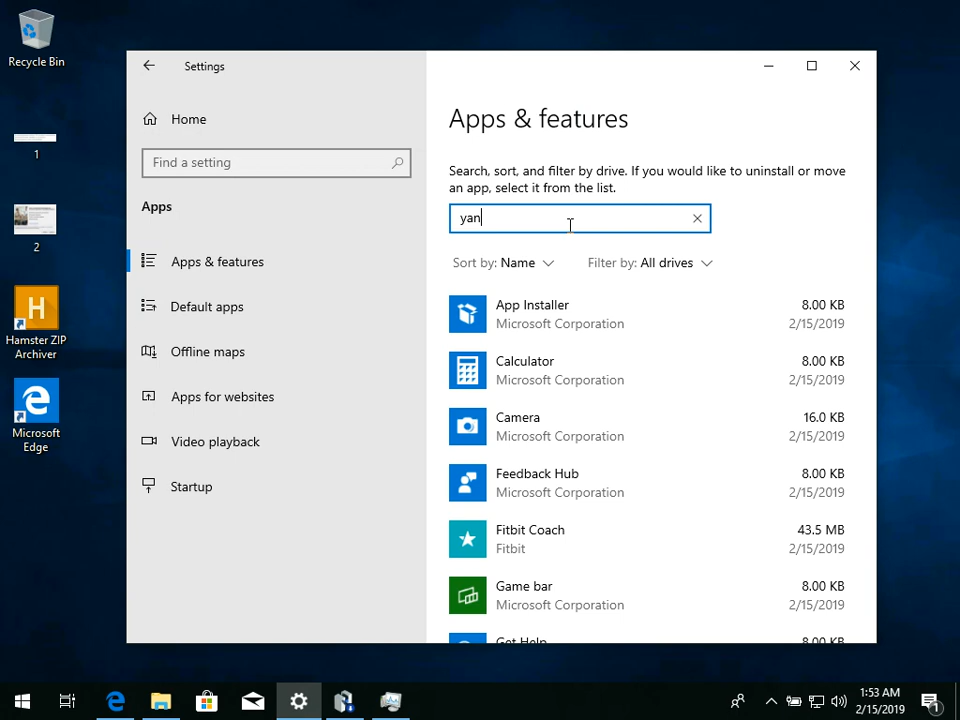 Recycle Bin
1
2
H
Hamster ZIP
Archiver
Microsoft
Edge
Settings
Home
Find a setting
Apps
Apps & features
Default apps
Offline maps
Apps for websites
Video playback
Startup
Apps & features
Search, sort, and filter by drive. If you would like to uninstall or move
an app, select it from the list.
yan
Sort by: Name
Filter by: All drives
App Installer 8.00 KB
Microsoft Corporation 2/15/2019
Calculator 8.00 KB
Microsoft Corporation 2/15/2019
Camera 16.0 KB
Microsoft Corporation 2/15/2019
Feedback Hub 8.00 KB
Microsoft Corporation 2/15/2019
Fitbit Coach 43.5 MB
Fitbit 2/15/2019
Game bar 8.00 KB
Microsoft Corporation 2/15/2019
Get Help 8.00 KB
1:53 AM
2/15/2019
1